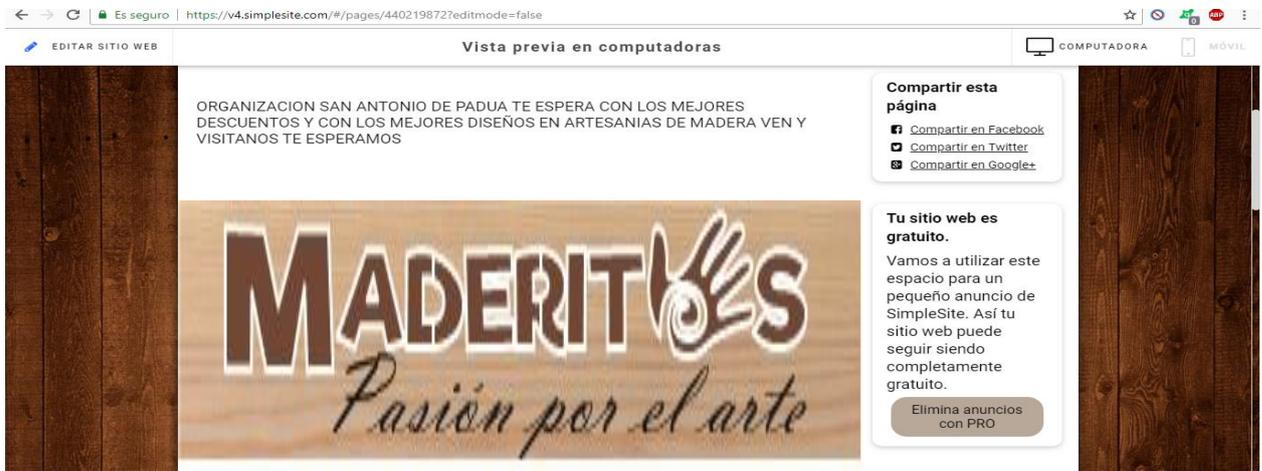 Es seguro
https://v4.simplesite.com/#/pages/440219872?editmode=false
0
ABP
EDITAR SITIO WEB
Vista previa en computadoras
COMPUTADORA
MÓVIL
ORGANIZACION SAN ANTONIO DE PADUA TE ESPERA CON LOS MEJORES
DESCUENTOS Y CON LOS MEJORES DISEÑOS EN ARTESANIAS DE MADERA VEN Y
VISITANOS TE ESPERAMOS
MADERITOS
Pasión por el arte
Compartir esta
página
Compartir en Facebook
Compartir en Twitter
Compartir en Google+
Tu sitio web es
gratuito.
Vamos a utilizar este
espacio para un
pequeño anuncio de
SimpleSite. Así tu
sitio web puede
seguir siendo
completamente
gratuito.
Elimina anuncios
con PRO